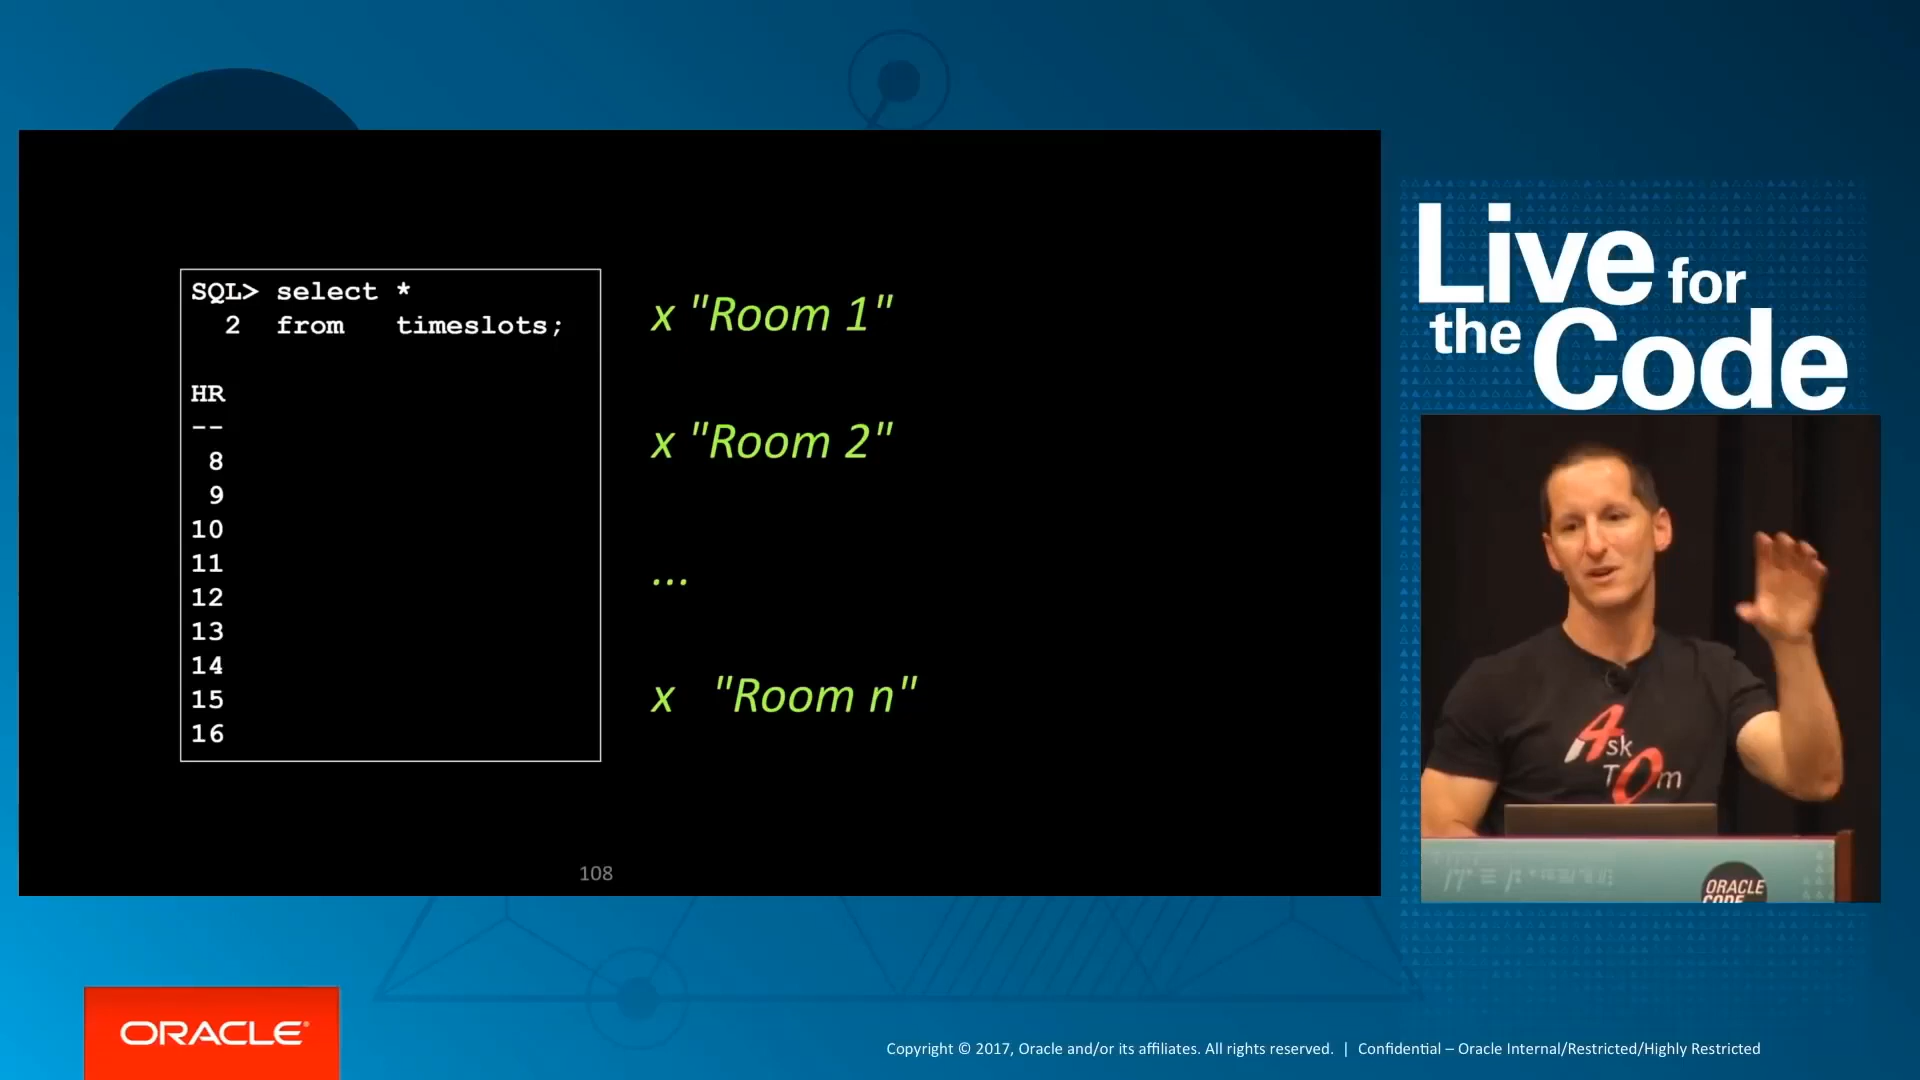 SQL> select *
2 from timeslots;
HR
--
8
9
10
11
12
13
14
15
16
x "Room 1"
x "Room 2"
...
x "Room n"
108
Live for
the Code
Ask
TOm
ORACLE
CODE
ORACLE®
Copyright © 2017, Oracle and/or its affiliates. All rights reserved. | Confidential – Oracle Internal/Restricted/Highly Restricted